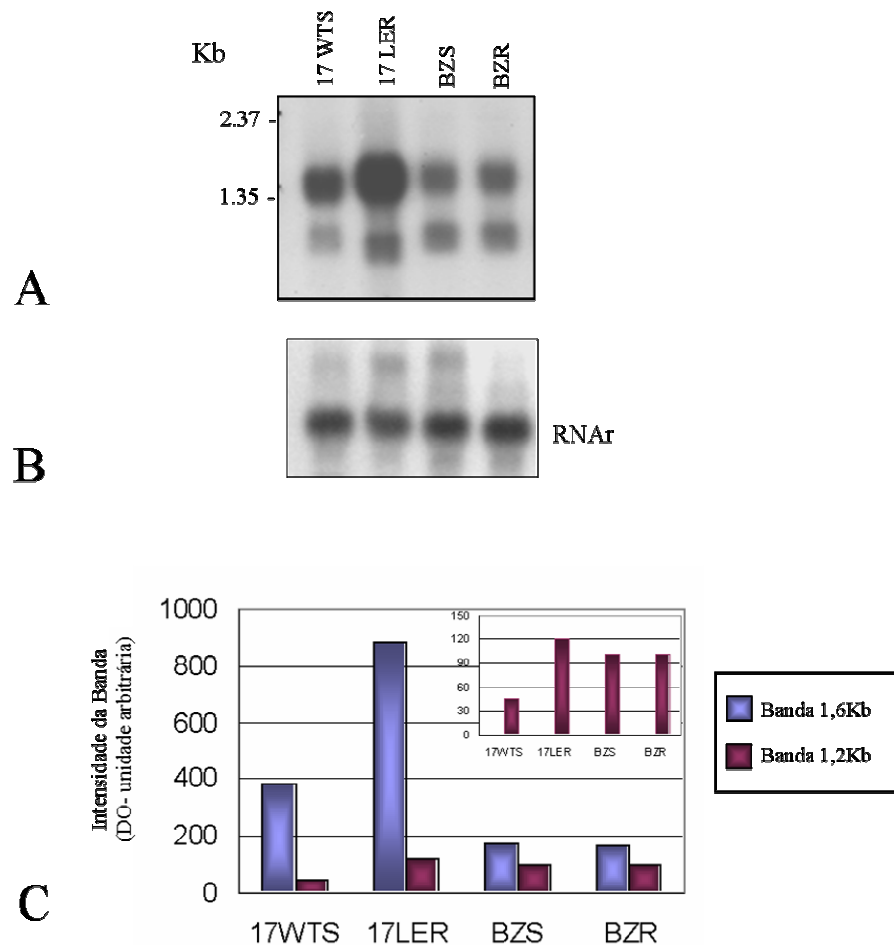 Kb
17 WTS
17 LER
BZS
BZR
2.37 -
1.35 -
A
RNAr
B
Intensidade da Banda
(DO- unidade arbitrária)
1000
800
600
400
200
0
17WTS
17LER
BZS
BZR
150
120
90
60
30
0
17WTS
17LER
BZS
BZR
Banda 1,6Kb
Banda 1,2Kb
C